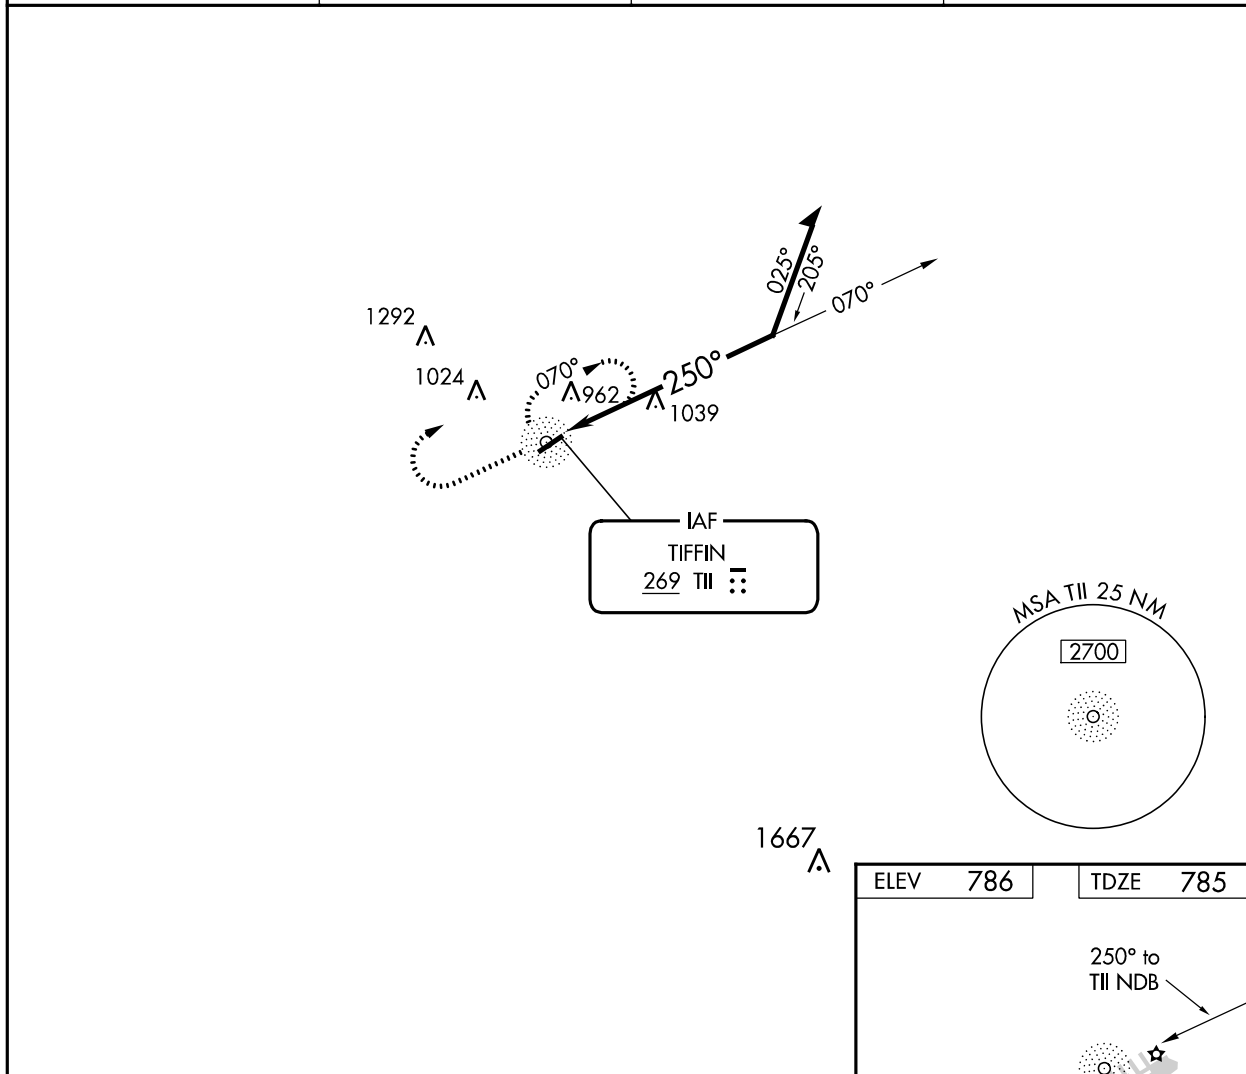 025°
205°
070°
1292
1024
070°
962
250°
1039
IAF
TIFFIN
269 TII
MSA TII 25 NM
2700
1667
ELEV 786
TDZE 785
250° to
TII NDB